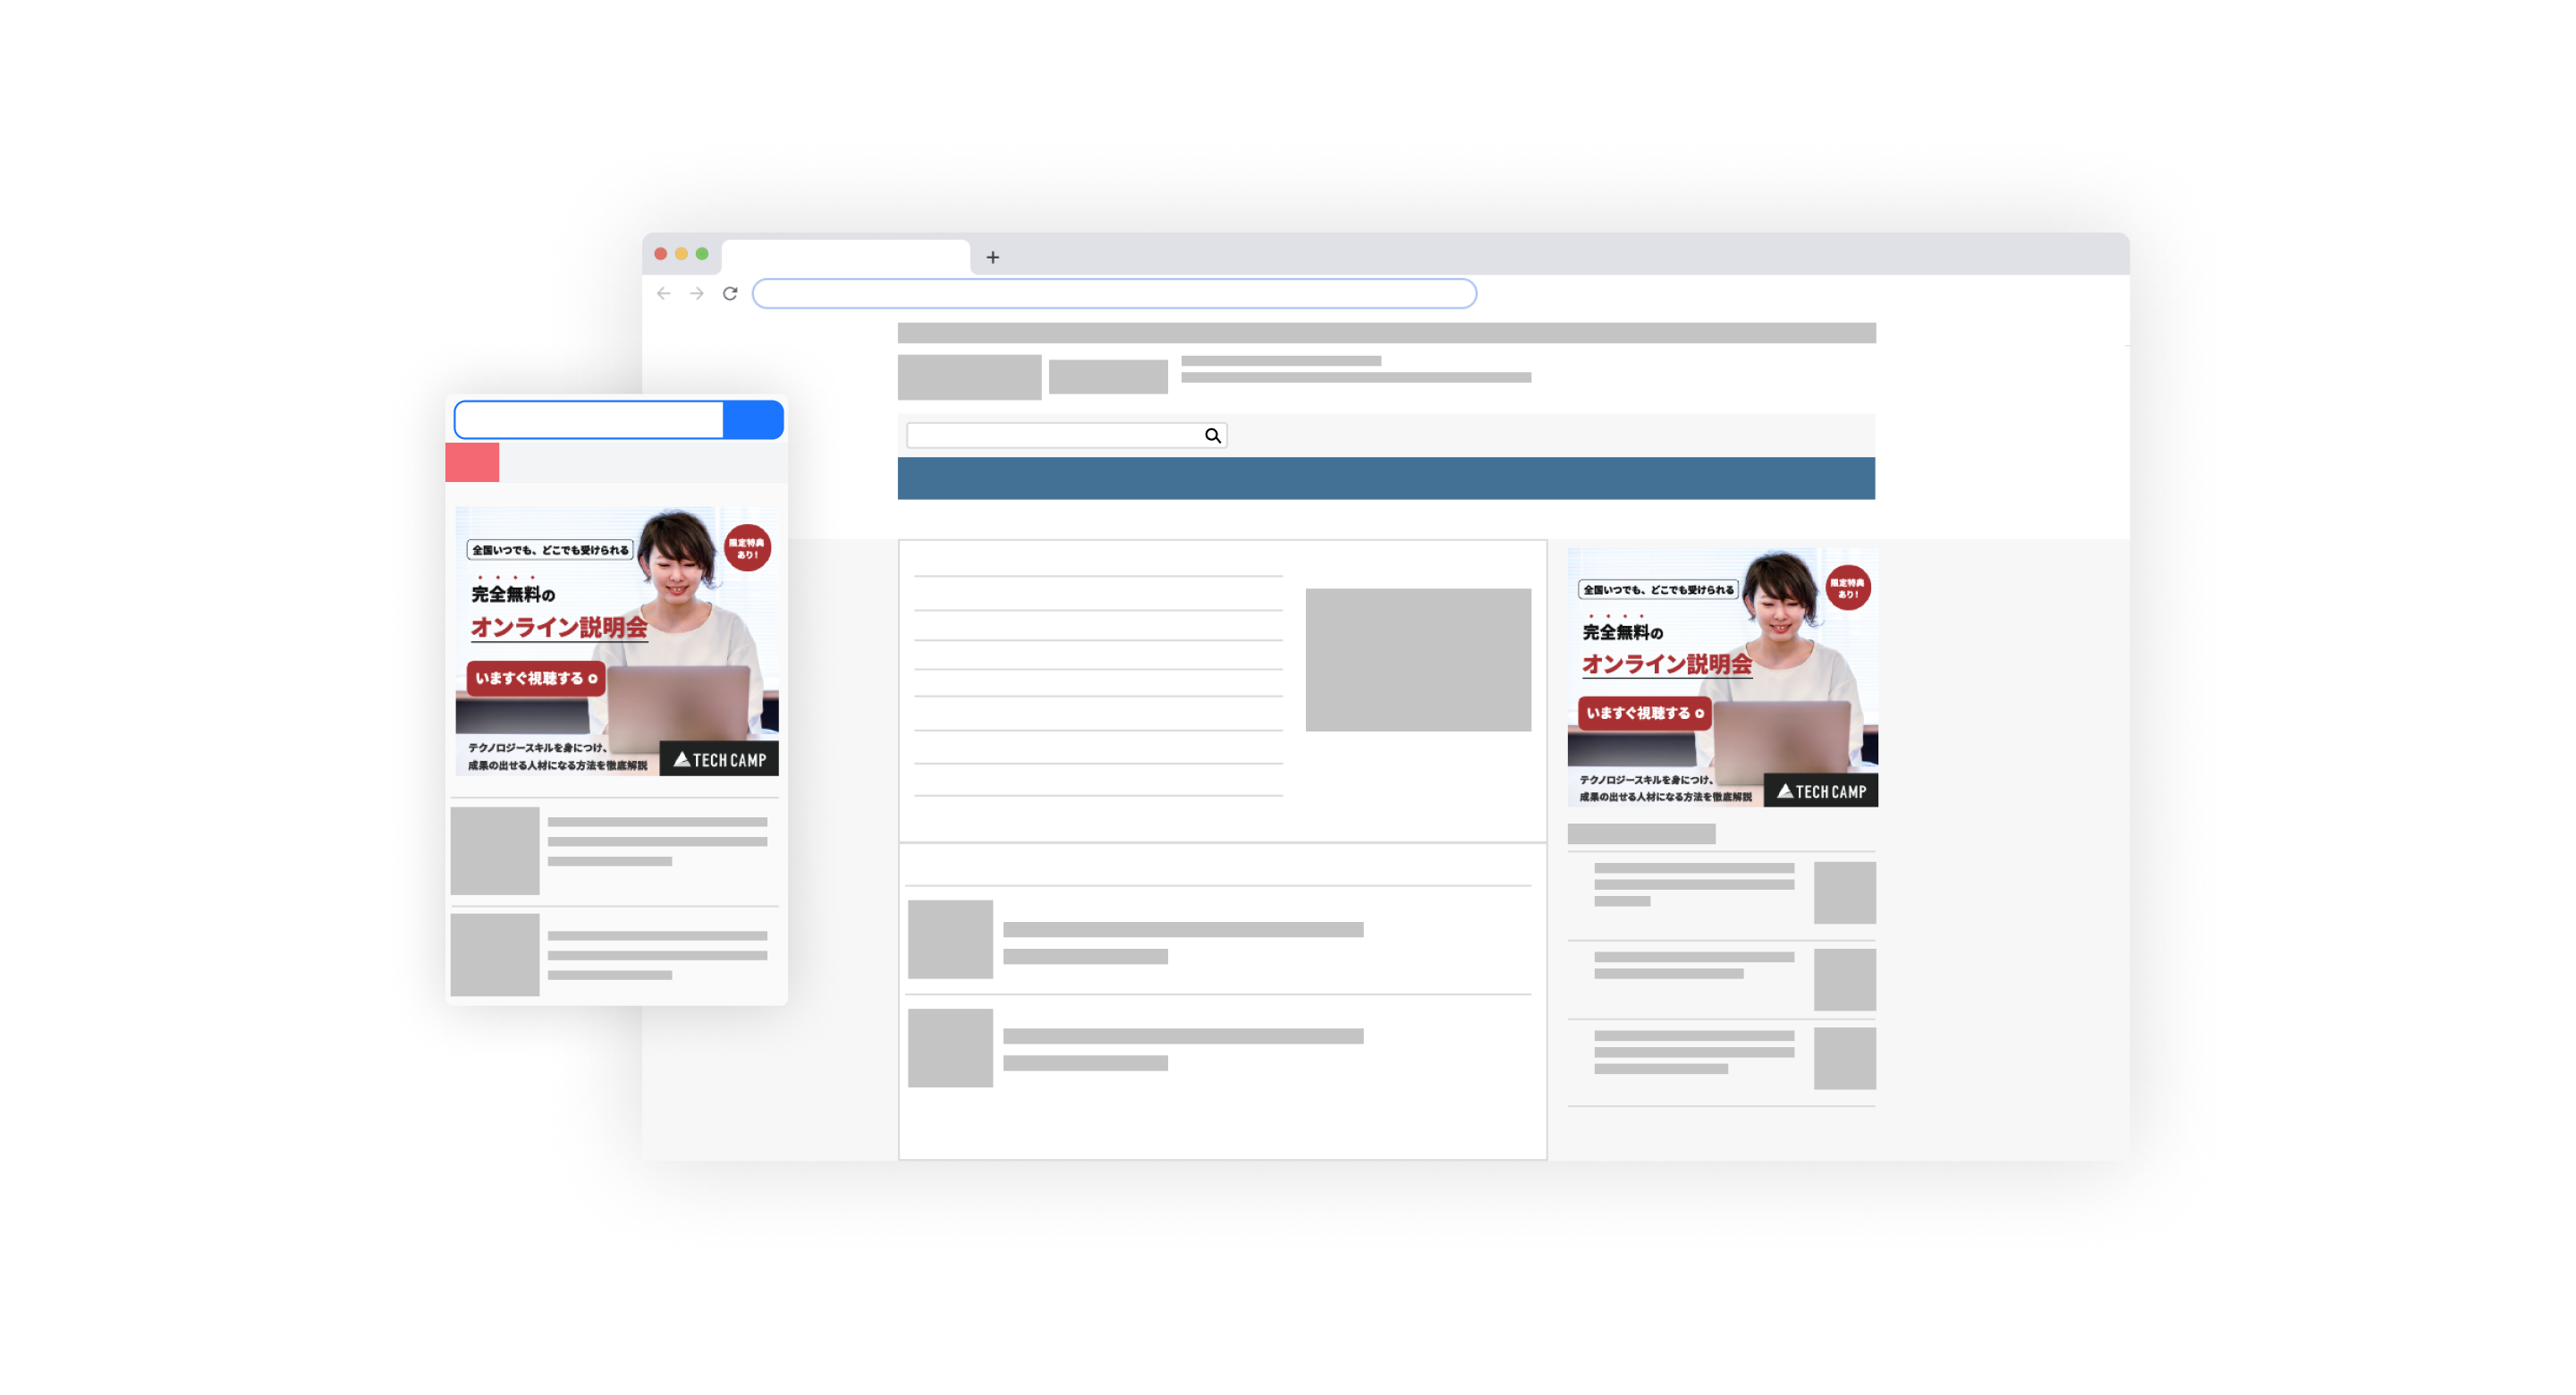 全国いつでも、どこでも受けられる
限定特典
あり!
完全無料の
オンライン説明会
いますぐ視聴する
テクノロジースキルを身につけ、
成果の出せる人材になる方法を徹底解説
TECH CAMP
全国いつでも、どこでも受けられる
限定特典
あり!
完全無料の
オンライン説明会
いますぐ視聴する
テクノロジースキルを身につけ、
成果の出せる人材になる方法を徹底解説
TECH CAMP